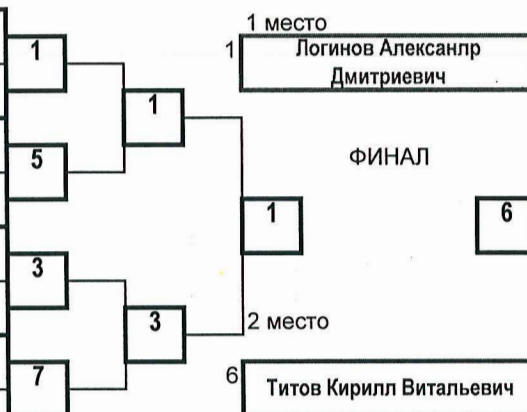 1 место
1
1
Логинов Алексанлр
Дмитриевич
1
ФИНАЛ
5
1
6
3
3
2 место
7
6
Титов Кирилл Витальевич